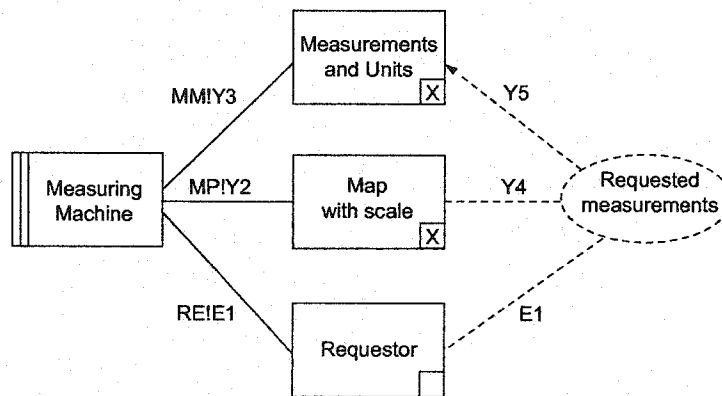 Measurements
and Units
X
MM!Y3
Y5
Measuring
Machine
MP!Y2
Map
with scale
X
Y4
Requested
measurements
RE!E1
E1
Requestor